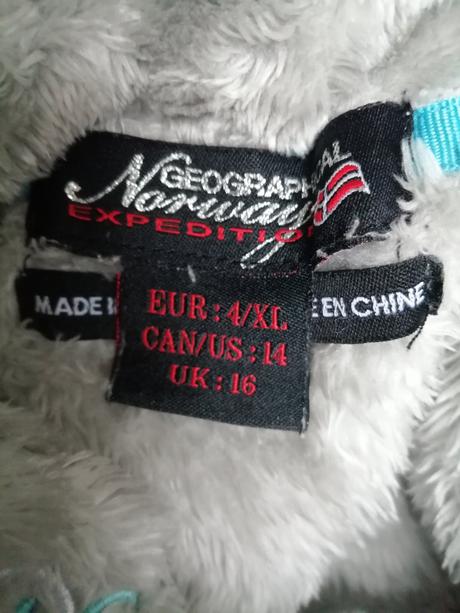 GEOGRAPHICAL
Norway
EXPEDITION
MADE
EUR : 4/XL
CAN/US : 14
UK : 16
EN CHINE